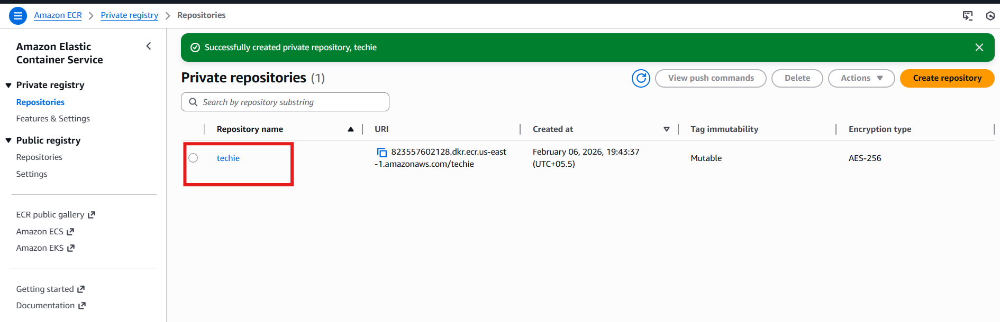 Amazon ECR > Private registry > Repositories
Amazon Elastic
Container Service
Private registry
Repositories
Features & Settings
Public registry
Repositories
Settings
ECR public gallery
Amazon ECS
Amazon EKS
Getting started
Documentation
Successfully created private repository, techie
Private repositories (1)
View push commands
Delete
Actions
Create repository
Search by repository substring
Repository name
URI
Created at
Tag immutability
Encryption type
techie
823557602128.dkr.ecr.us-east
-1.amazonaws.com/techie
February 06, 2026, 19:43:37
(UTC+05.5)
Mutable
AES-256